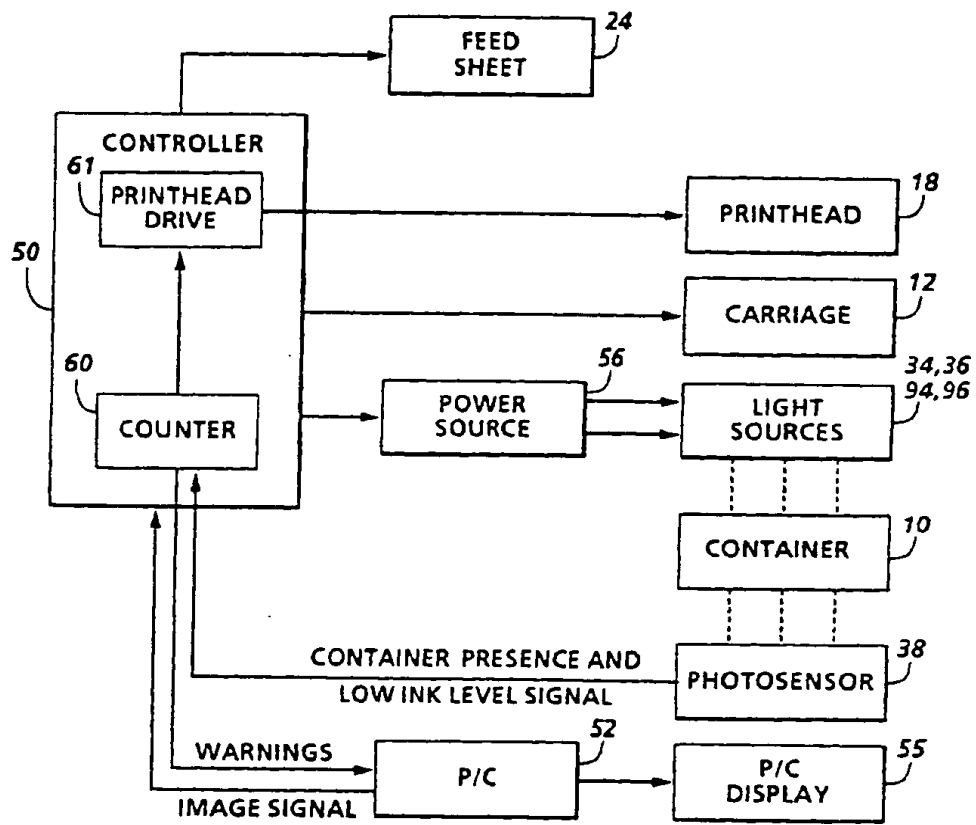 24
FEED
SHEET
CONTROLLER
61
PRINTHEAD
DRIVE
18
PRINTHEAD
50
12
CARRIAGE
60
COUNTER
56
POWER
SOURCE
34,36
94,96
LIGHT
SOURCES
10
CONTAINER
CONTAINER PRESENCE AND
LOW INK LEVEL SIGNAL
38
PHOTOSENSOR
WARNINGS
IMAGE SIGNAL
52
P/C
55
P/C
DISPLAY